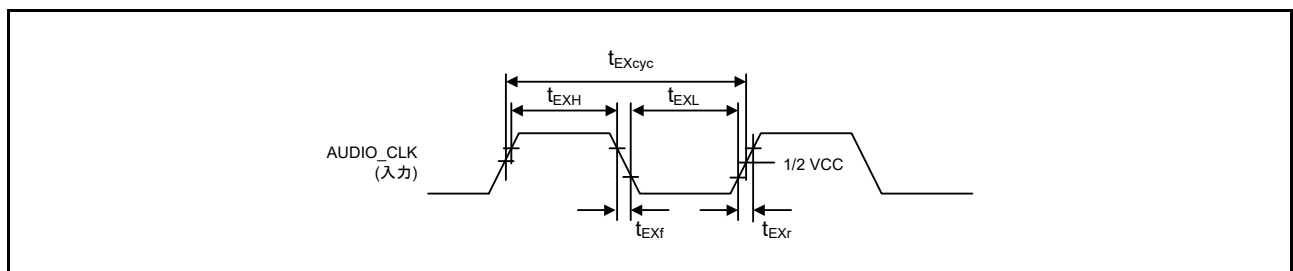 tEXcyc
tEXH
tEXL
AUDIO_CLK
(入力)
1/2 VCC
tEXf
tEXr